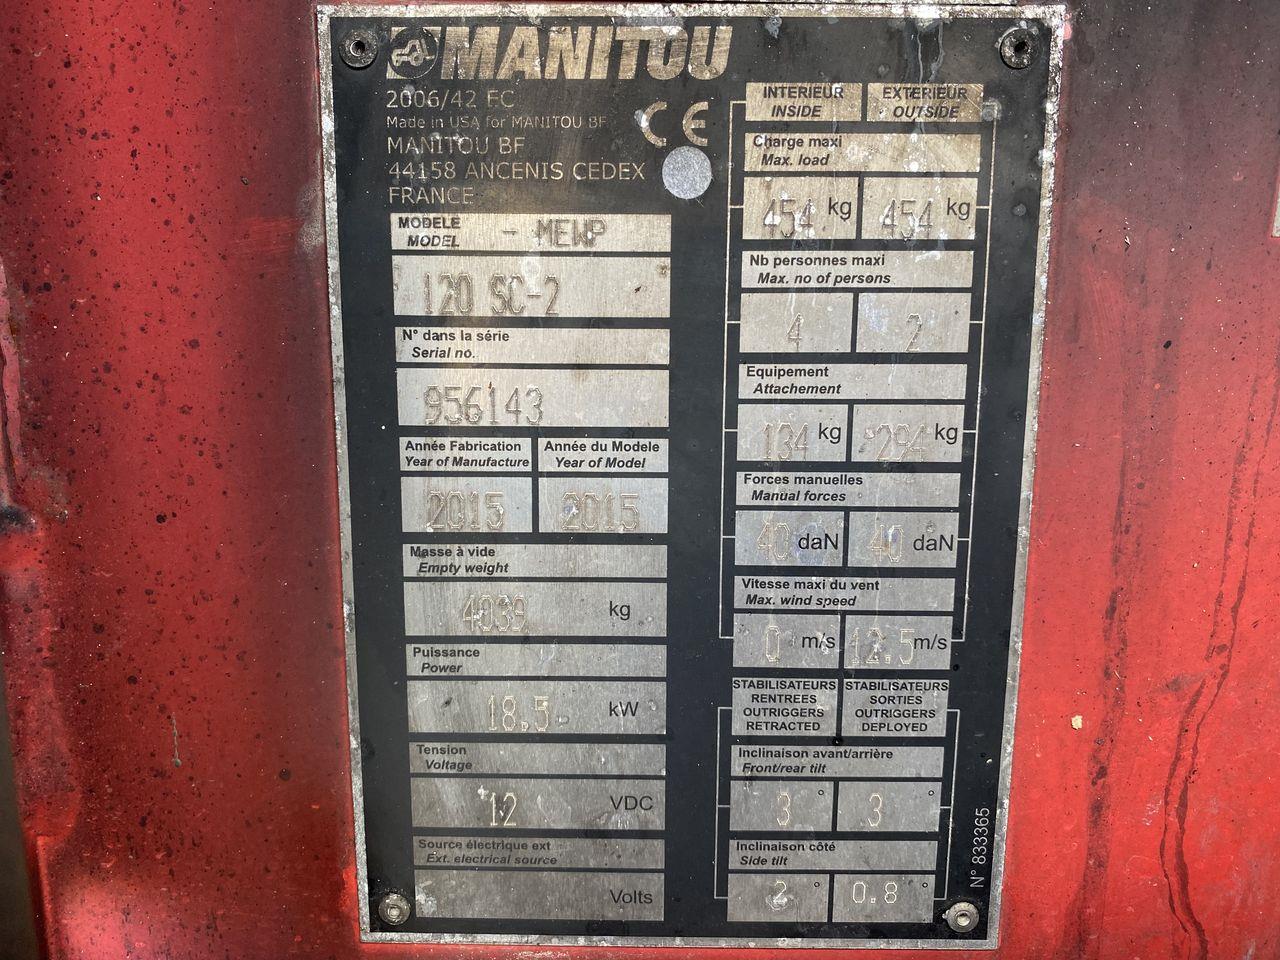 MANITOU
2006/42 EC
Made in USA for MANITOU BF
MANITOU BF
44158 ANCENIS CEDEX
FRANCE
CE
MODELE
MODEL
- MEWP
120 SC-2
N° dans la série
Serial no.
956143
Année Fabrication
Year of Manufacture
Année du Modele
Year of Model
2015
2015
Masse à vide
Empty weight
4039 kg
Puissance
Power
18.5 kW
Tension
Voltage
12 VDC
Source électrique ext
Ext. electrical source
Volts
INTERIEUR
INSIDE
EXTERIEUR
OUTSIDE
Charge maxi
Max. load
454 kg
454 kg
Nb personnes maxi
Max. no of persons
4
2
Equipement
Attachement
134 kg
294 kg
Forces manuelles
Manual forces
40 daN
40 daN
Vitesse maxi du vent
Max. wind speed
0 m/s
12.5 m/s
STABILISATEURS
RENTREES
OUTRIGGERS
RETRACTED
STABILISATEURS
SORTIES
OUTRIGGERS
DEPLOYED
Inclinaison avant/arrière
Front/rear tilt
3 °
3 °
Inclinaison côté
Side tilt
2 °
0.8 °
N° 833365